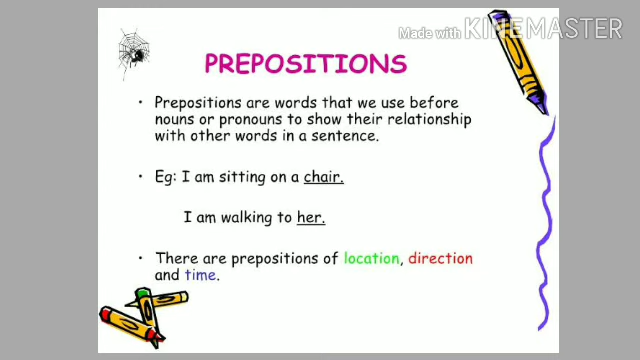 Made with KINEMASTER
PREPOSITIONS
• Prepositions are words that we use before
nouns or pronouns to show their relationship
with other words in a sentence.
• Eg: I am sitting on a chair.
I am walking to her.
• There are prepositions of location, direction
and time.